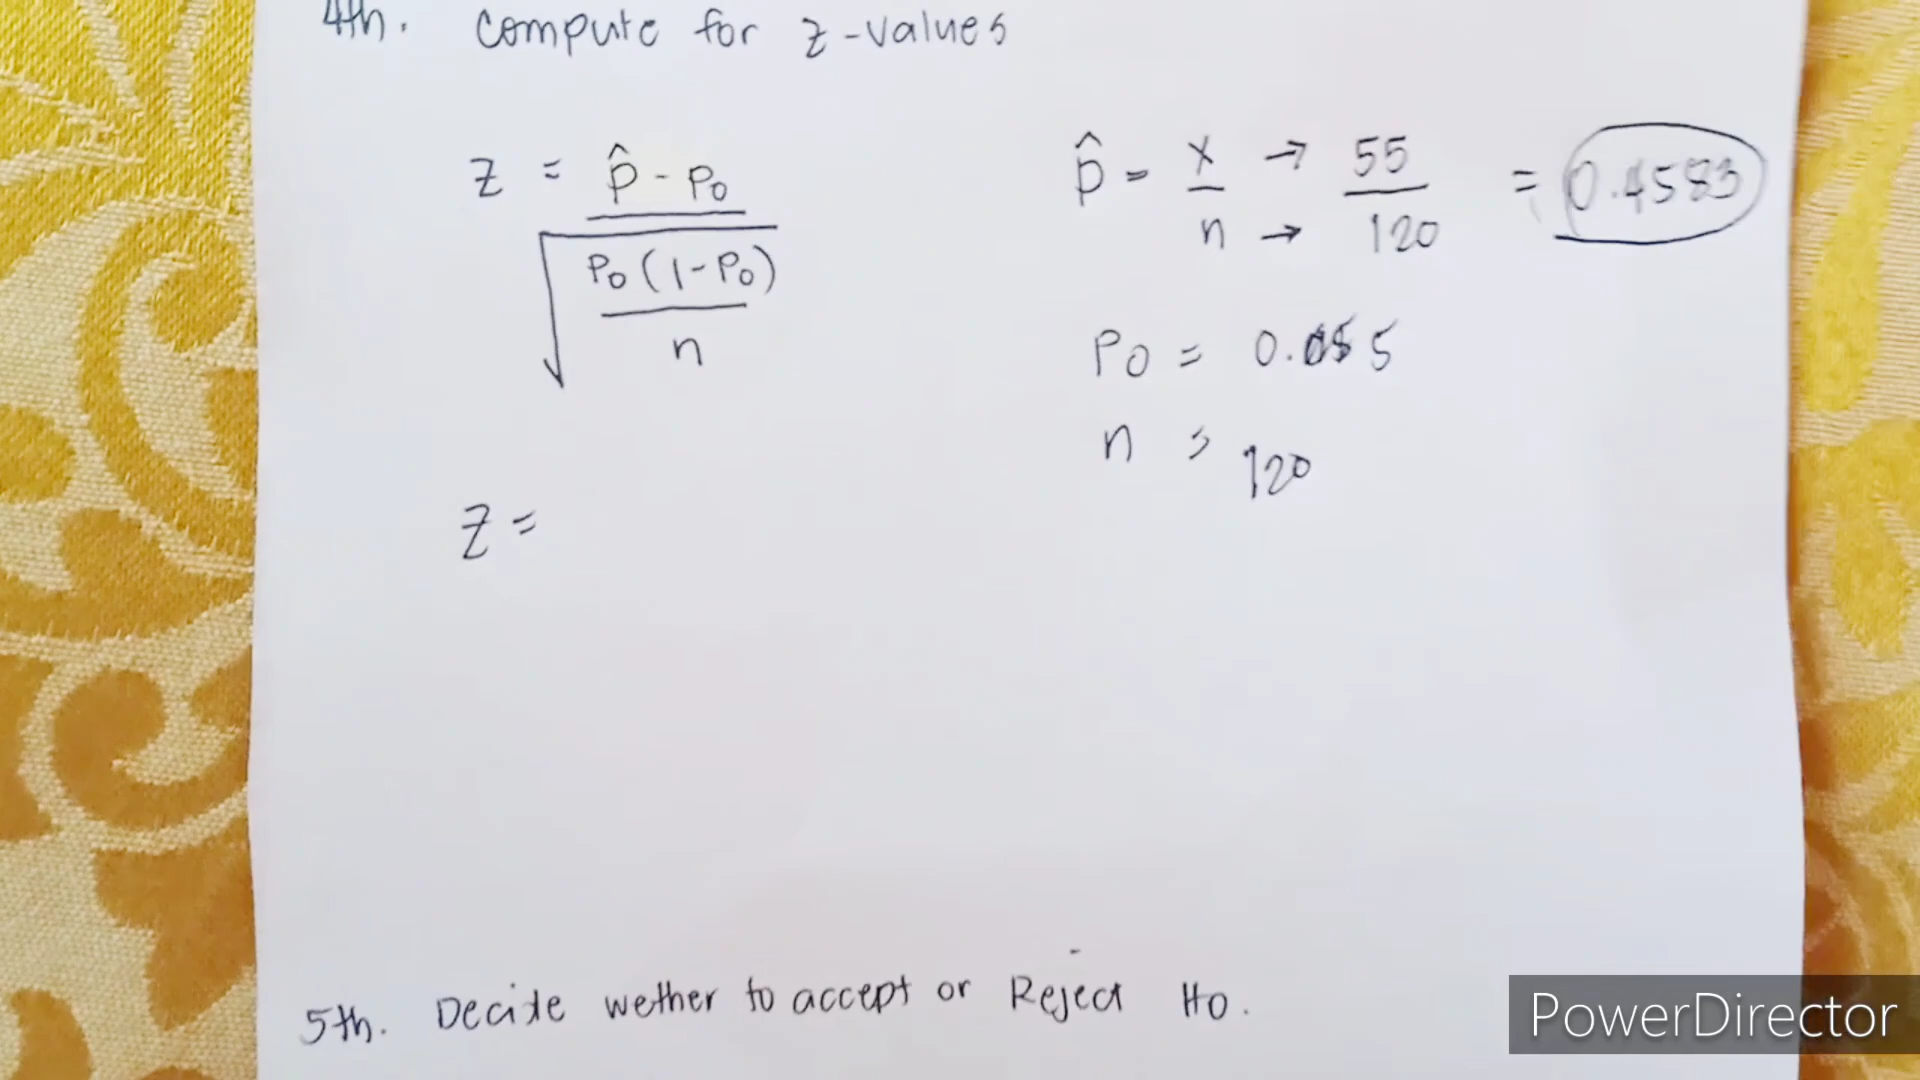 4th. Compute for z-values
z = p̂ - p₀
p₀ (1-p₀)
n
p̂ = x → 55 = 0.4583
n → 120
p₀ = 0.
n = 120
z =
5th. Decide wether to accept or Reject Ho.
PowerDirector